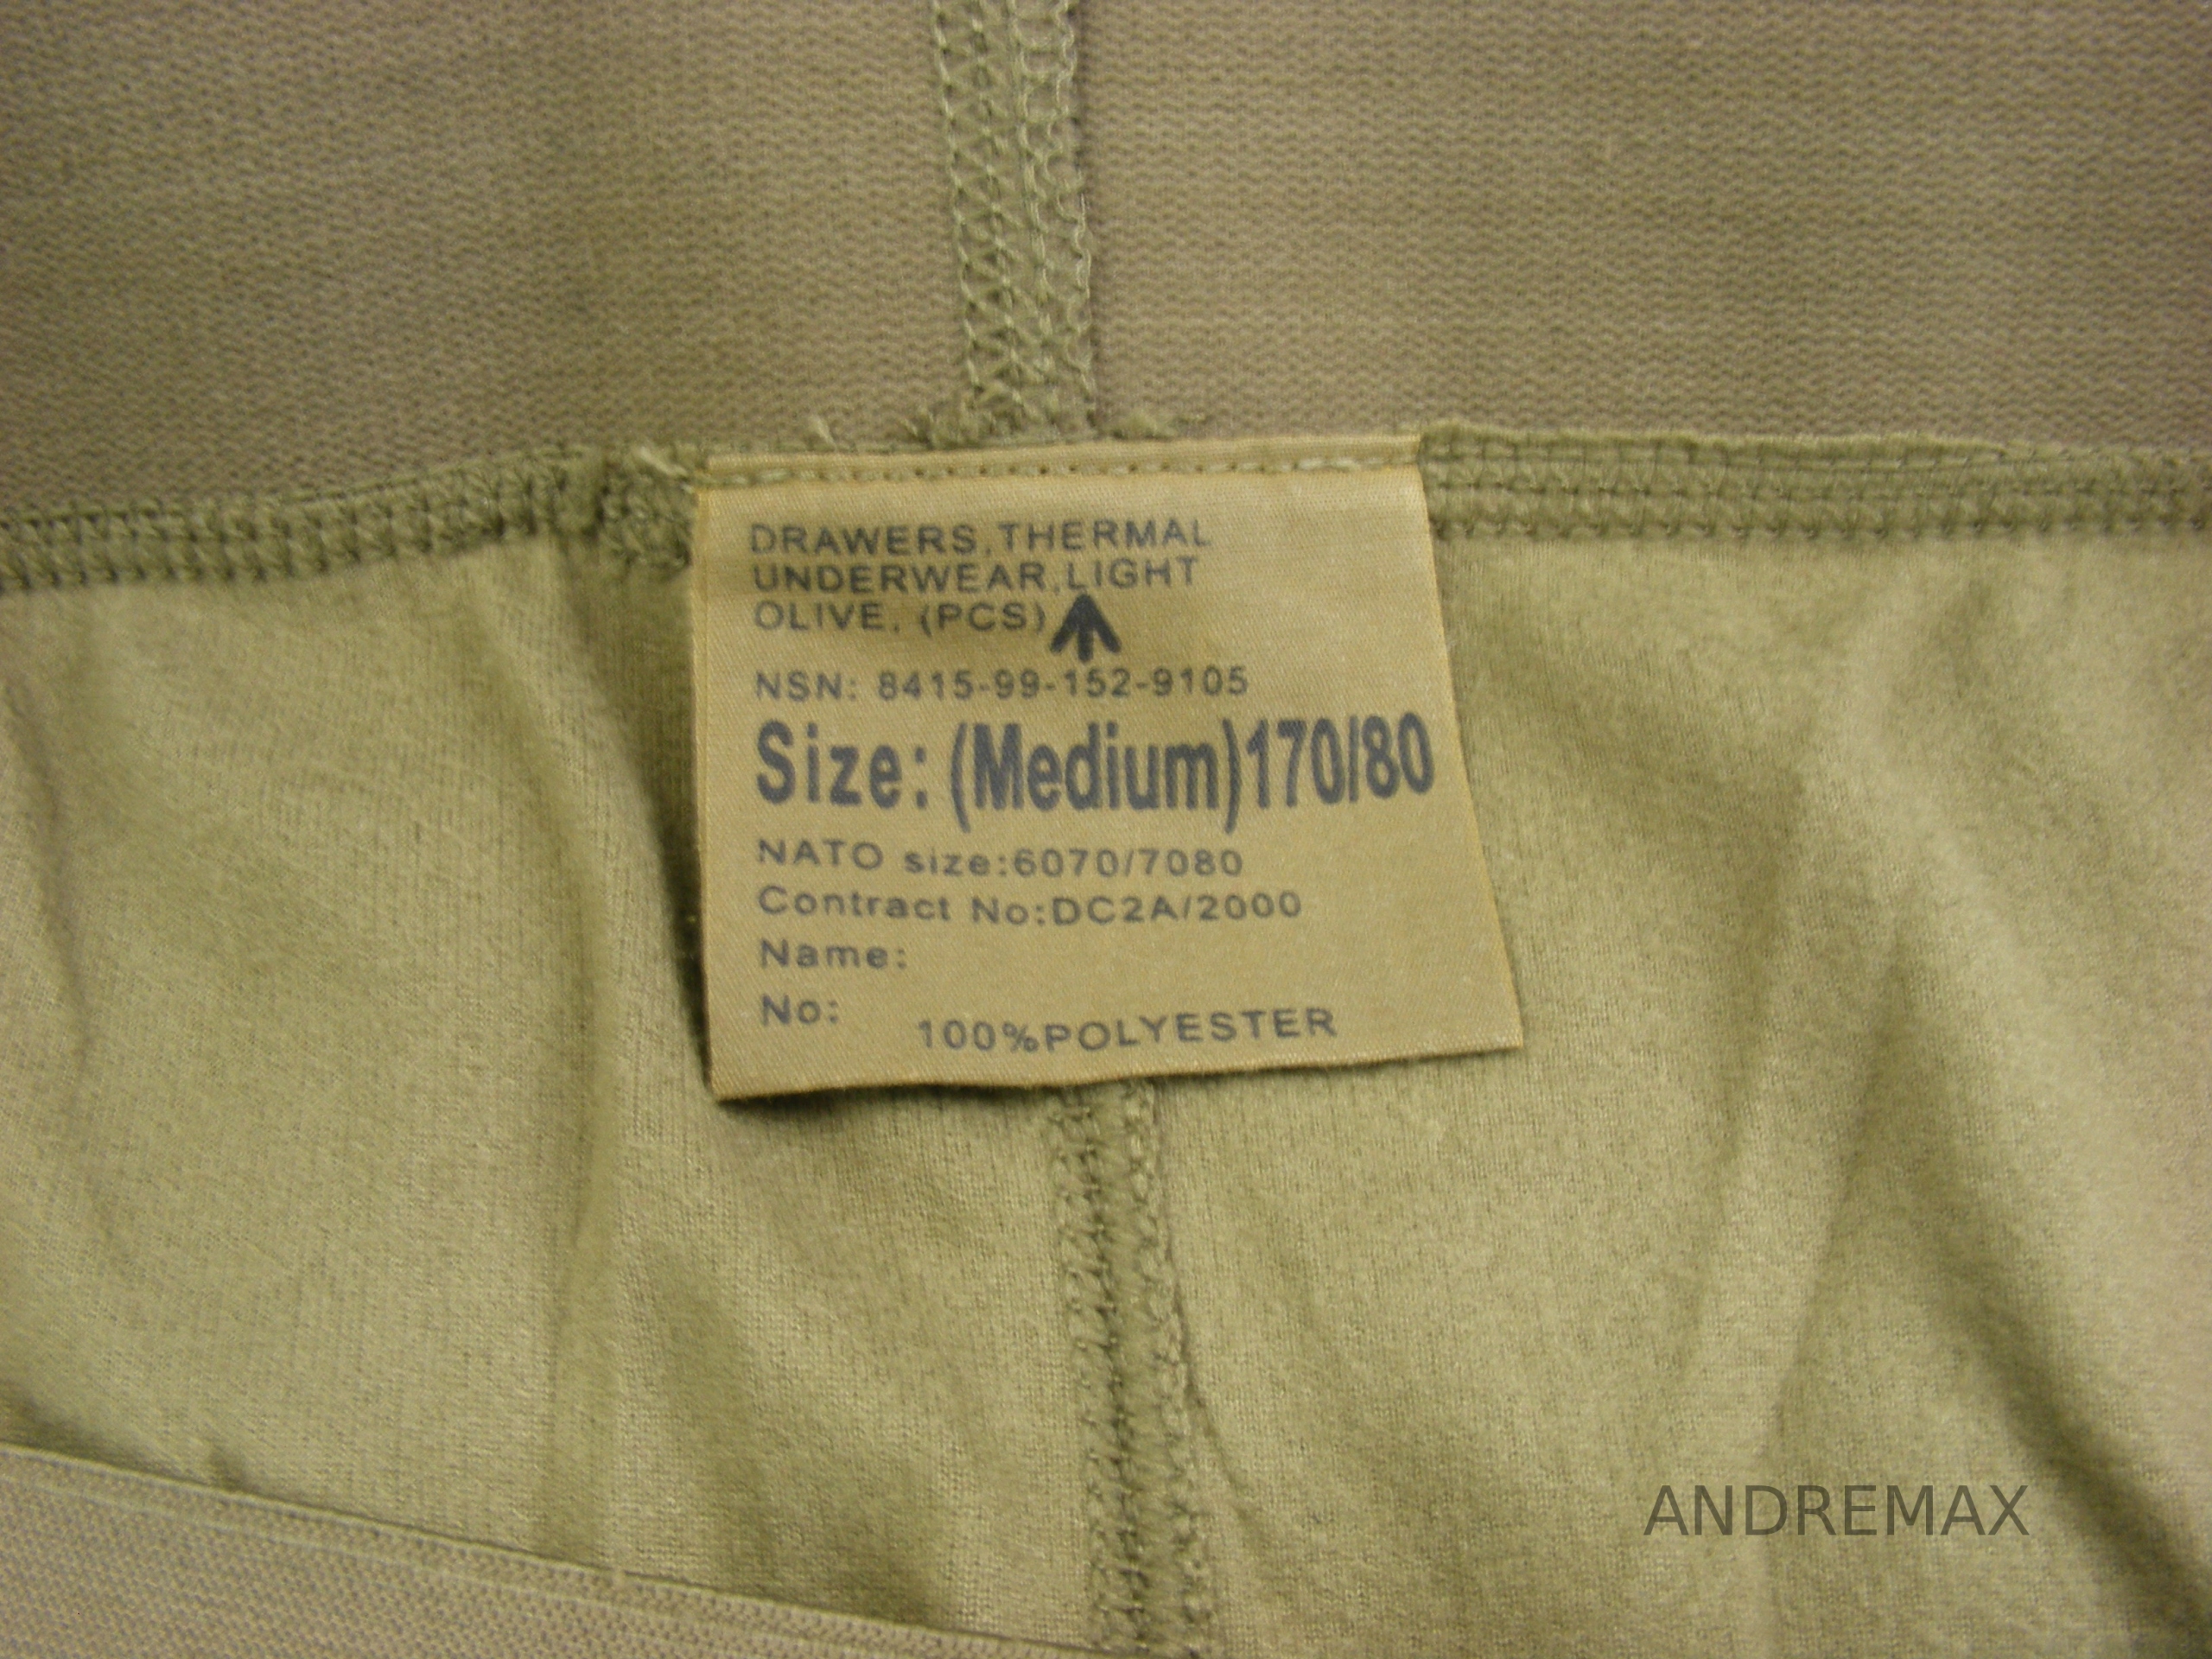 DRAWERS,THERMAL
UNDERWEAR,LIGHT
OLIVE, (PCS)
NSN: 8415-99-152-9105
Size: (Medium)170/80
NATO size:6070/7080
Contract No:DC2A/2000
Name:
No:
100%POLYESTER
ANDREMAX